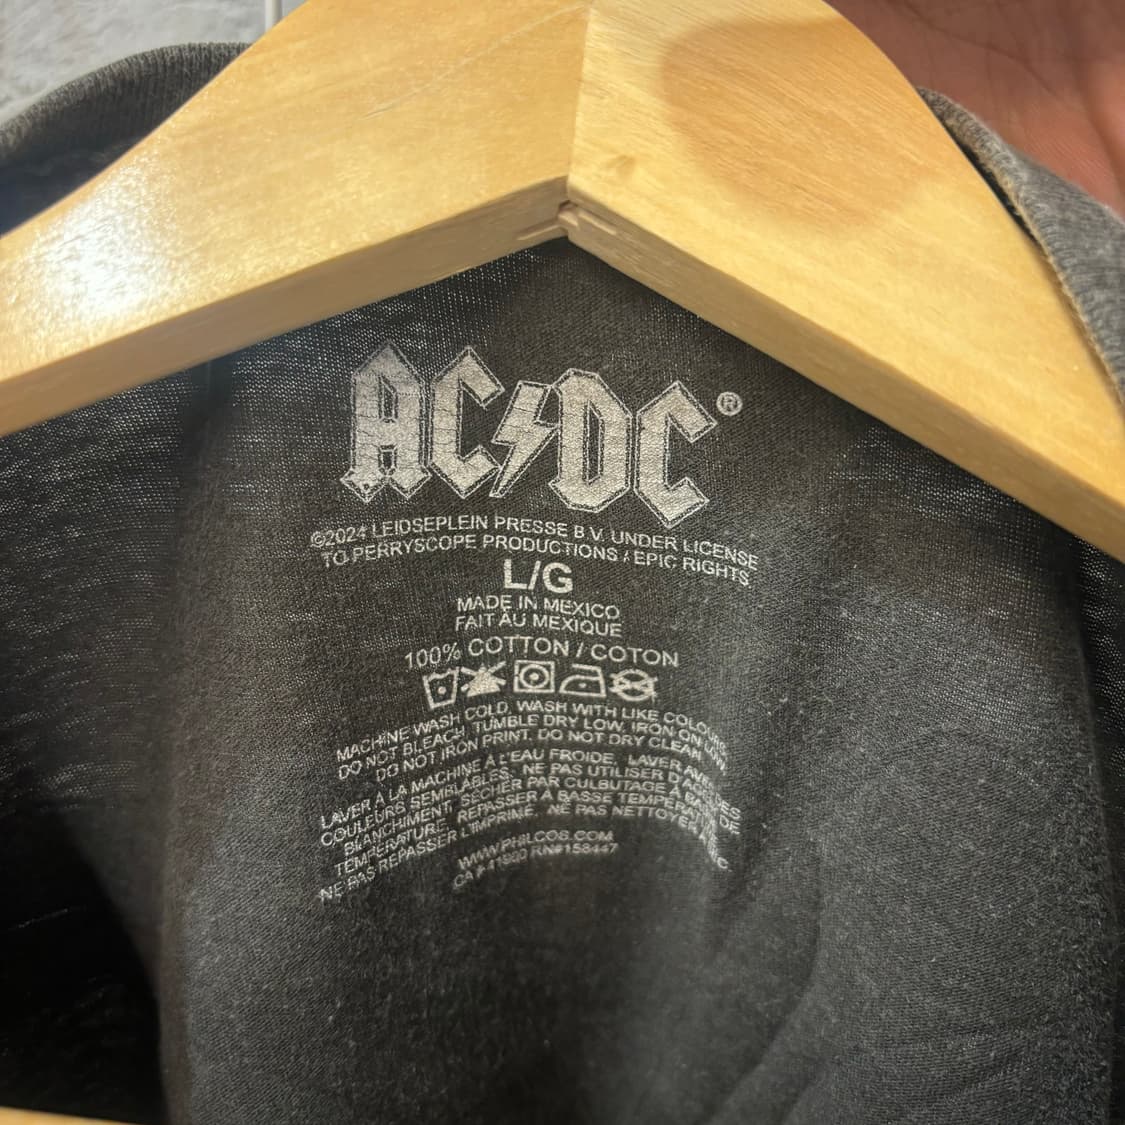 AC⚡DC®
©2024 LEIDSEPLEIN PRESSE B.V. UNDER LICENSE
TO PERRYSCOPE PRODUCTIONS / EPIC RIGHTS
L/G
MADE IN MEXICO
FAIT AU MEXIQUE
100% COTTON / COTON
MACHINE WASH COLD, WASH WITH LIKE COLOURS,
DO NOT BLEACH, TUMBLE DRY LOW, IRON ON LOW,
DO NOT IRON PRINT, DO NOT DRY CLEAN
LAVER À LA MACHINE À L'EAU FROIDE, LAVER AVEC DES
COULEURS SEMBLABLES, NE PAS UTILISER D'AGENTS DE
BLANCHIMENT, SÉCHER PAR CULBUTAGE À BASSE
TEMPÉRATURE, REPASSER À BASSE TEMPÉRATURE,
NE PAS REPASSER L'IMPRIMÉ, NE PAS NETTOYER À SEC
WWW.PHILCOS.COM
CA # RN#158447